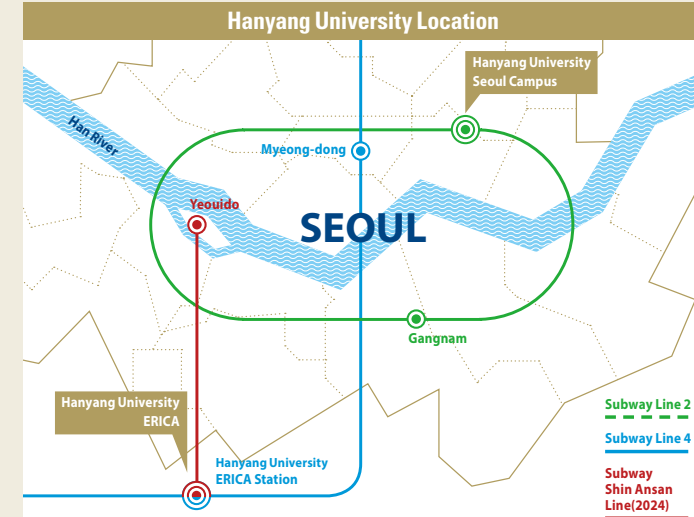 Hanyang University Location
Hanyang University
Seoul Campus
Han River
Myeong-dong
Yeouido
SEOUL
Gangnam
Hanyang University
ERICA
Hanyang University
ERICA Station
Subway Line 2
Subway Line 4
Subway
Shin Ansan
Line(2024)